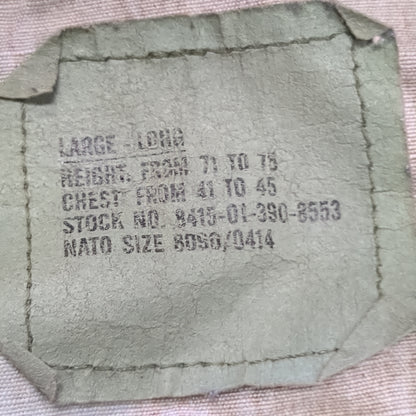 LARGE - LONG
HEIGHT. FROM 71 TO 75
CHEST FROM 41 TO 45
STOCK NO. 8415-01-390-8553
NATO SIZE 8090/0414